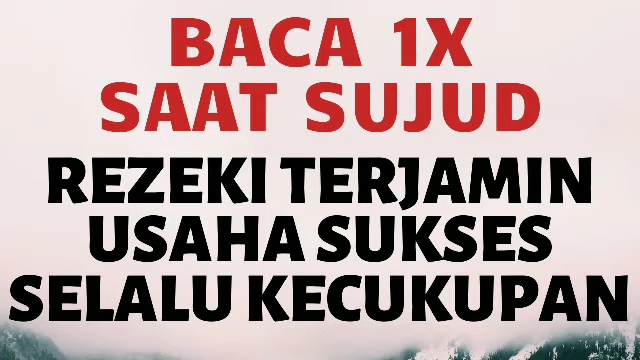 BACA 1X
SAAT SUJUD
REZEKI TERJAMIN
USAHA SUKSES
SELALU KECUKUPAN